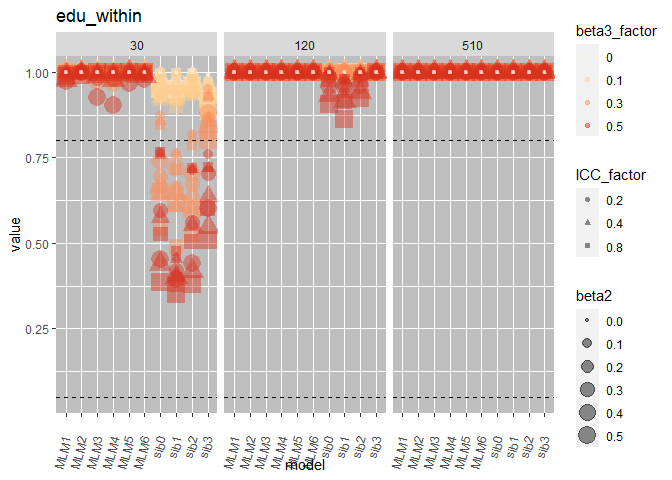 edu_within
30 120 510
1.00
0.75
0.50
0.25
value
MLM1 MLM2 MLM3 MLM4 MLM5 MLM6 sib0 sib1 sib2 sib3 MLM1 MLM2 MLM3 MLM4 MLM5 MLM6 sib0 sib1 sib2 sib3 MLM1 MLM2 MLM3 MLM4 MLM5 MLM6 sib0 sib1 sib2 sib3
model
beta3_factor
0
0.1
0.3
0.5
ICC_factor
0.2
0.4
0.8
beta2
0.0
0.1
0.2
0.3
0.4
0.5